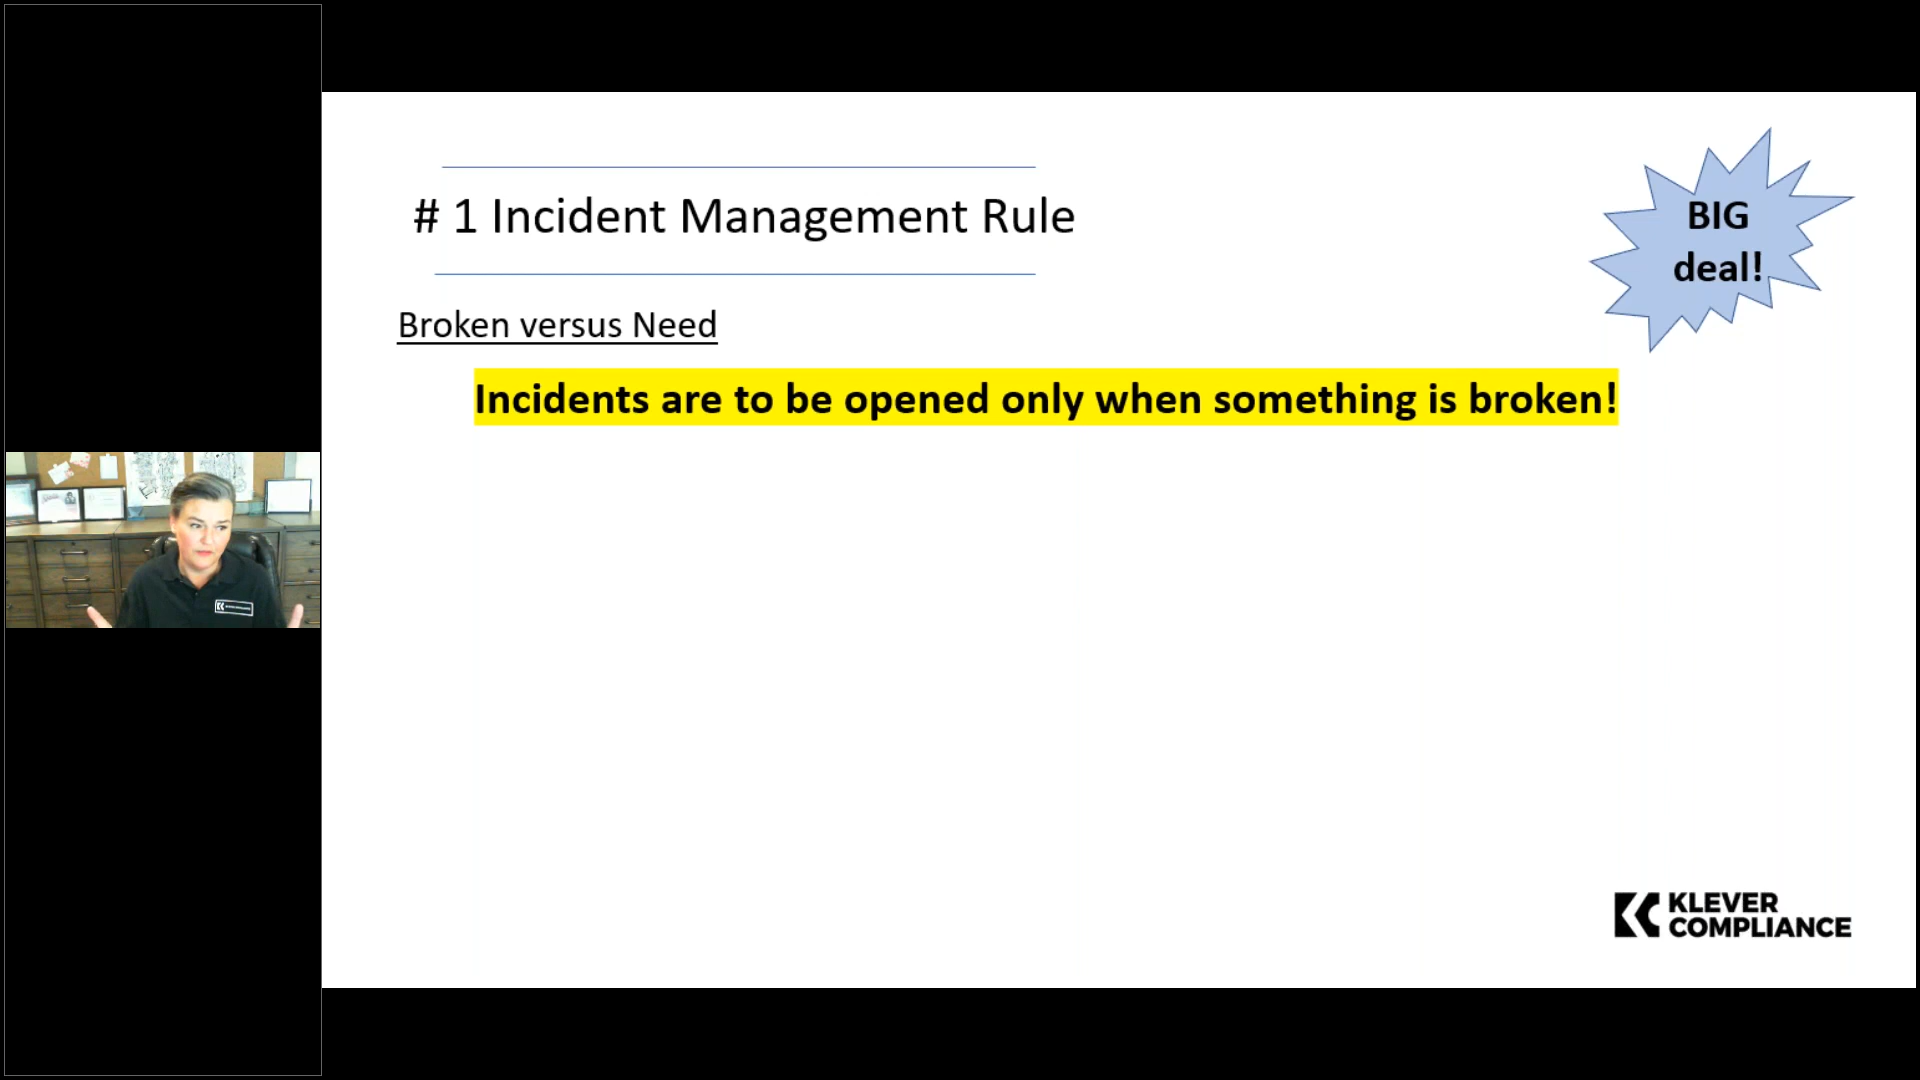 # 1 Incident Management Rule
BIG
deal!
Broken versus Need
Incidents are to be opened only when something is broken!
KLEVER
COMPLIANCE